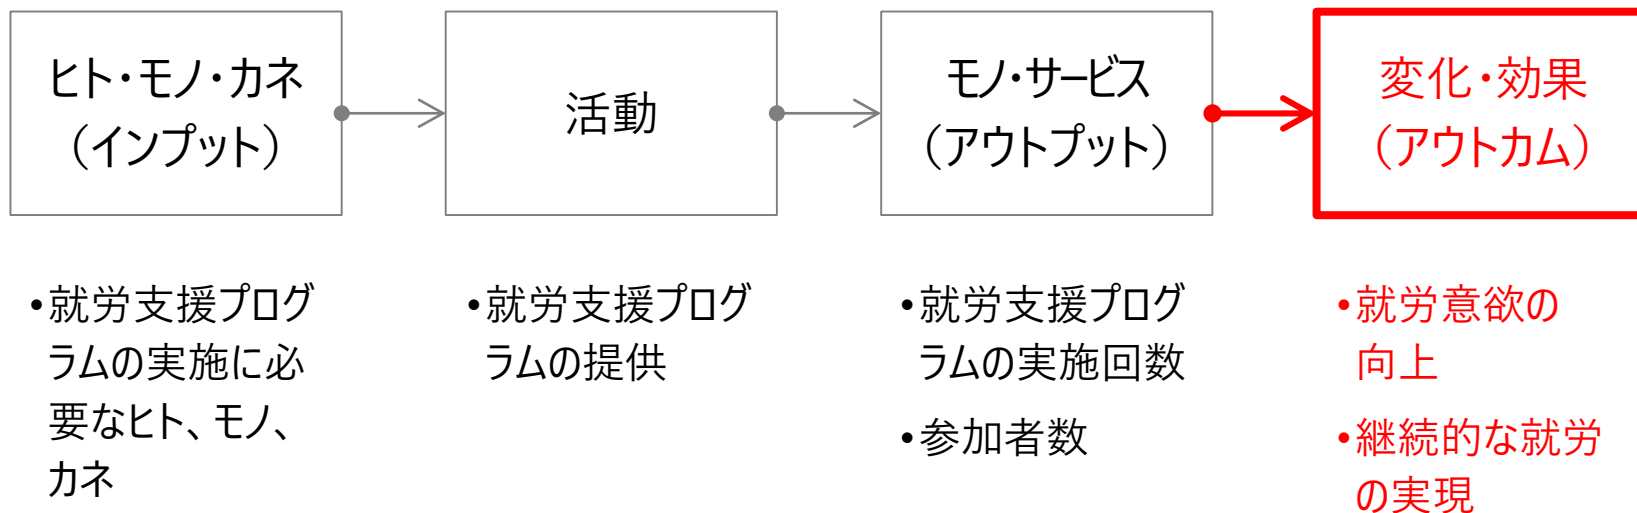 ヒト・モノ・カネ
（インプット）
活動
モノ・サービス
（アウトプット）
変化・効果
（アウトカム）
•就労支援プログ
ラムの実施に必
要なヒト、モノ、
カネ
•就労支援プログ
ラムの提供
•就労支援プログ
ラムの実施回数
•参加者数
•就労意欲の
向上
•継続的な就労
の実現